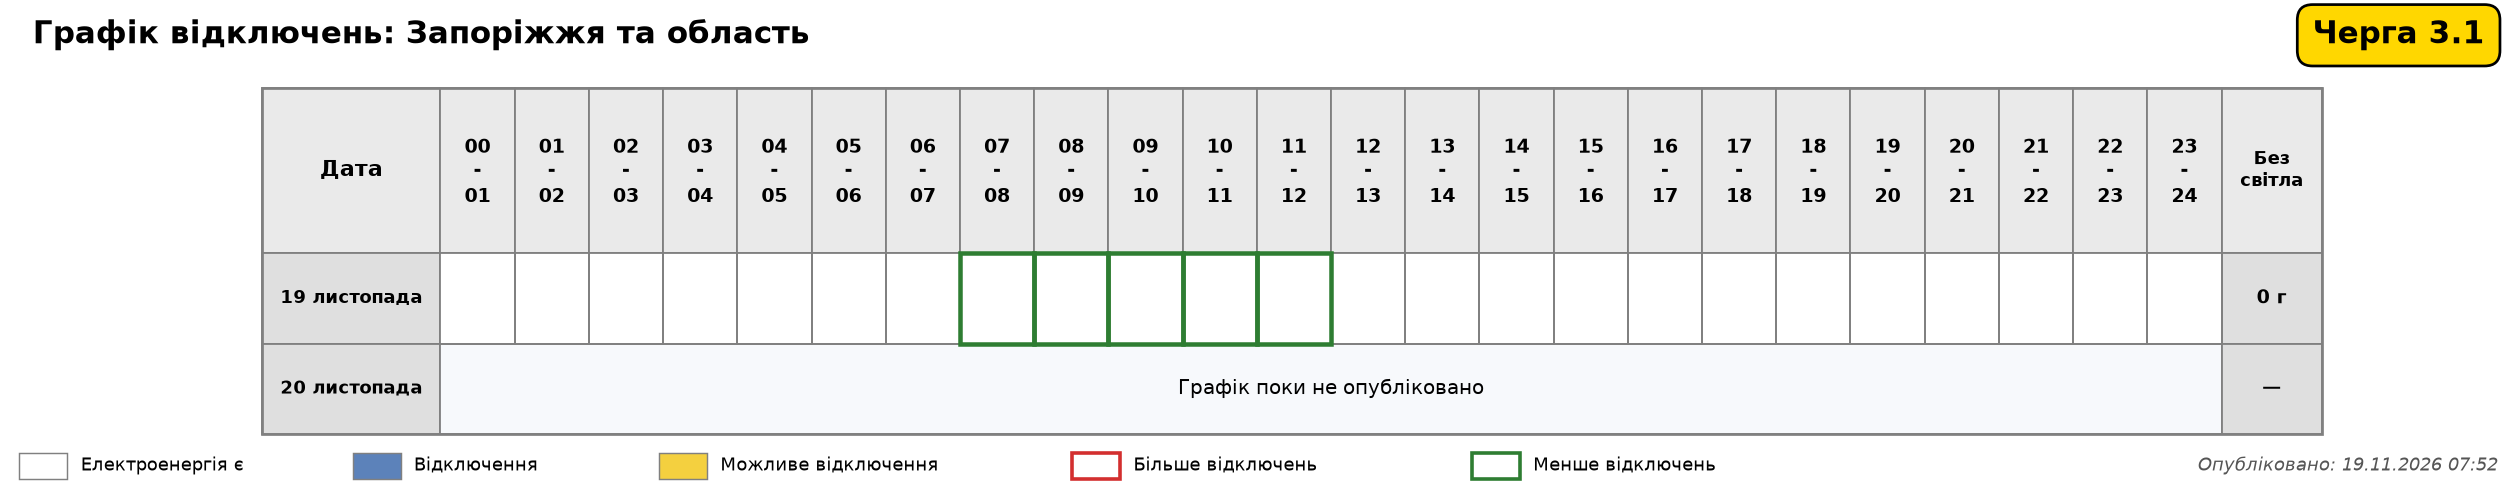 Графік відключень: Запоріжжя та область
Черга 3.1
Дата
00 - 01
01 - 02
02 - 03
03 - 04
04 - 05
05 - 06
06 - 07
07 - 08
08 - 09
09 - 10
10 - 11
11 - 12
12 - 13
13 - 14
14 - 15
15 - 16
16 - 17
17 - 18
18 - 19
19 - 20
20 - 21
21 - 22
22 - 23
23 - 24
Без
світла
19 листопада
0 г
20 листопада
Графік поки не опубліковано
—
Електроенергія є
Відключення
Можливе відключення
Більше відключень
Менше відключень
Опубліковано: 19.11.2026 07:52